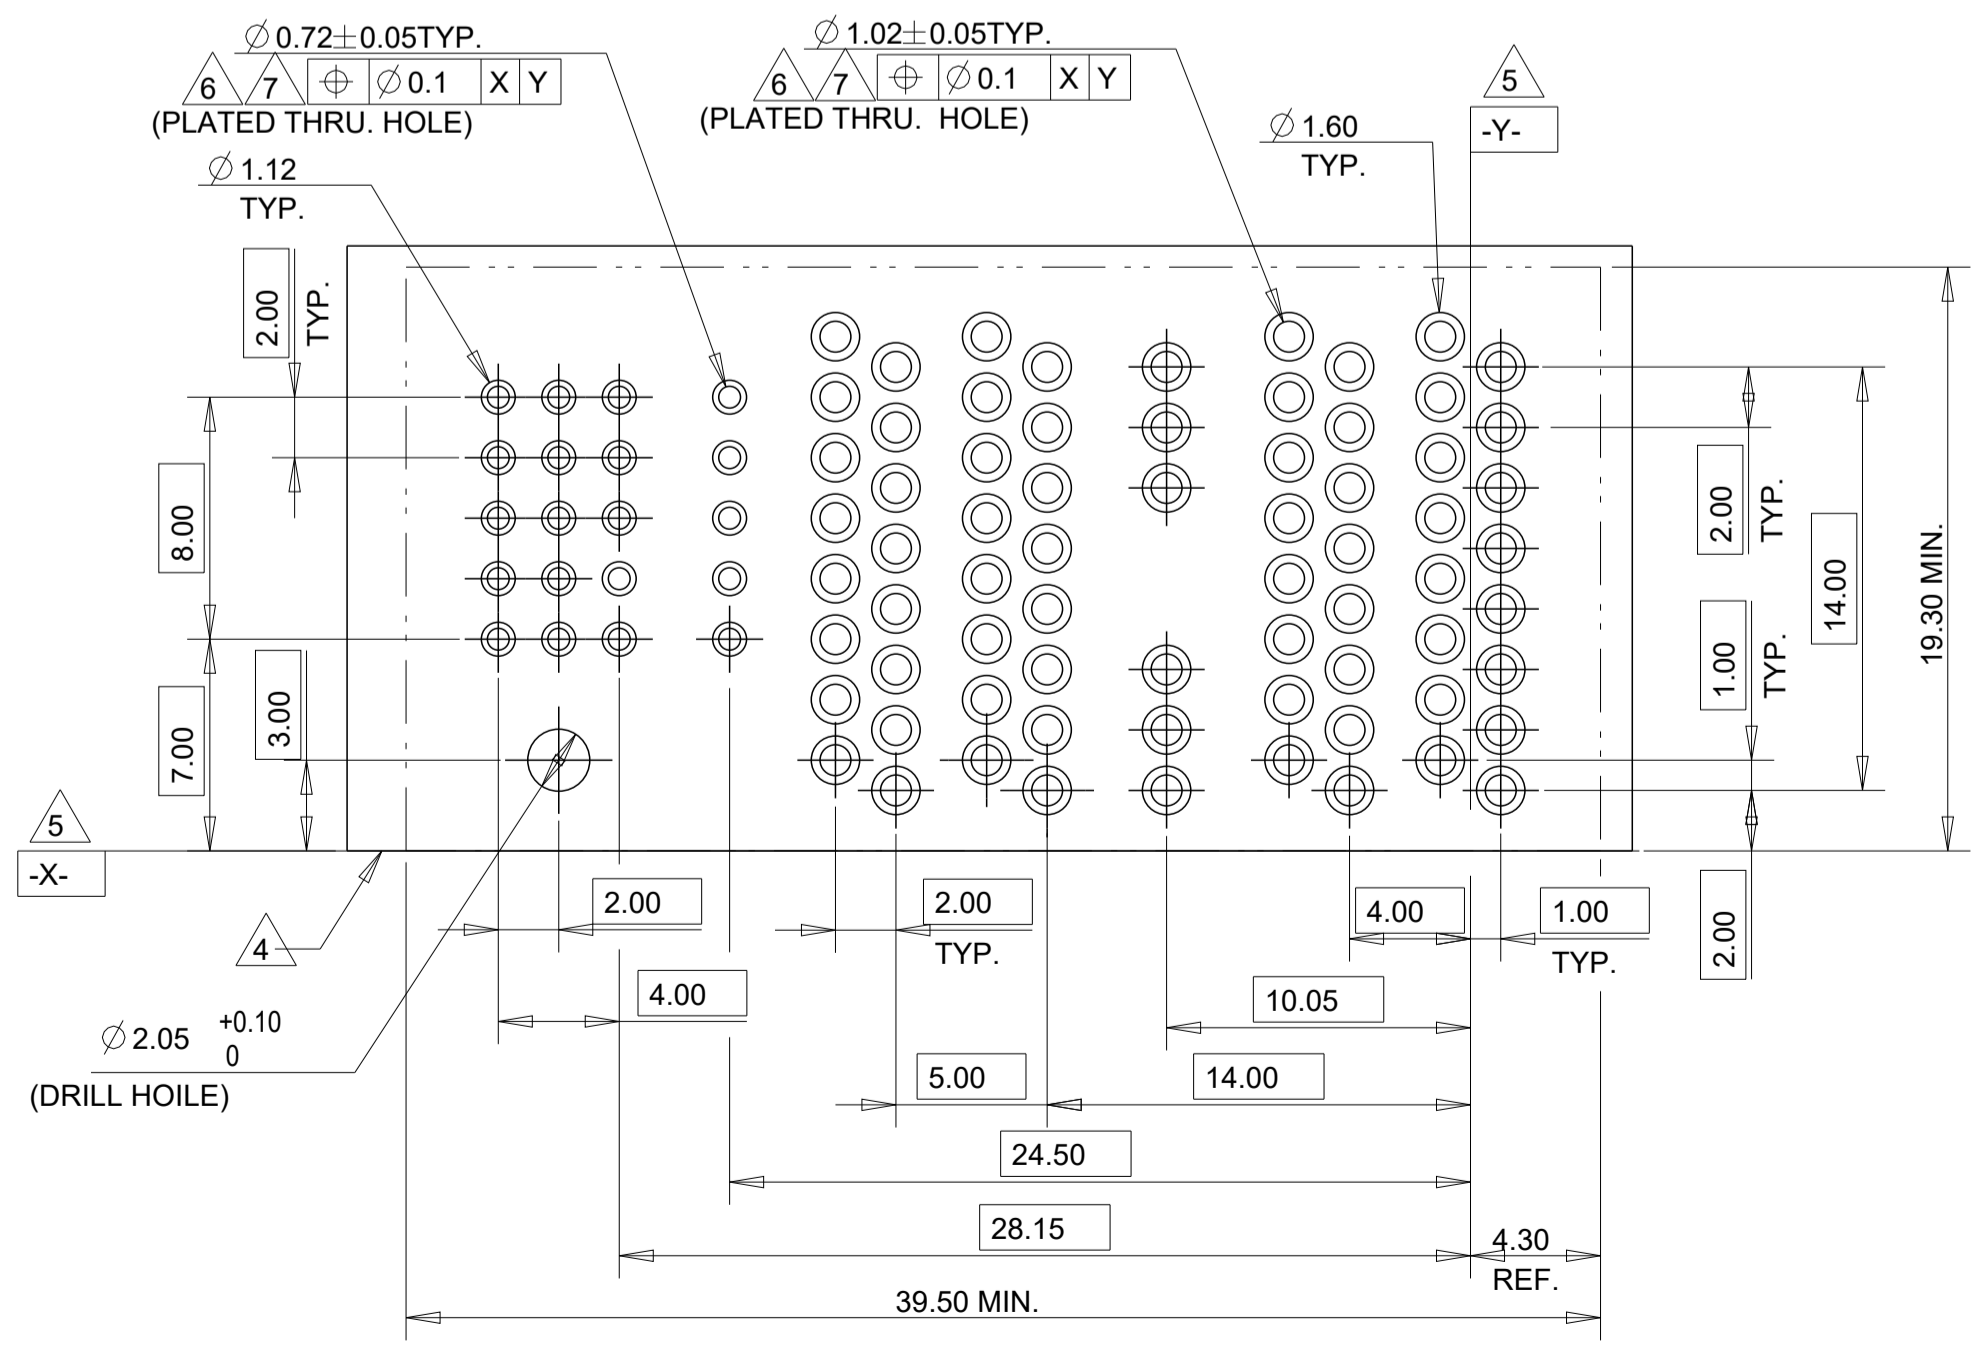 ∅ 0.72±0.05TYP.
6 7 ⌖ ∅ 0.1 X Y
(PLATED THRU. HOLE)
∅ 1.02±0.05TYP.
6 7 ⌖ ∅ 0.1 X Y
(PLATED THRU. HOLE)
5
-Y-
∅ 1.60
TYP.
∅ 1.12
TYP.
2.00
TYP.
8.00
7.00
3.00
2.00
TYP.
14.00
19.30 MIN.
1.00
TYP.
2.00
5
-X-
4
2.00
2.00
TYP.
4.00
1.00
TYP.
4.00
10.05
∅ 2.05 +0.10
0
(DRILL HOILE)
5.00
14.00
24.50
28.15
4.30
REF.
39.50 MIN.